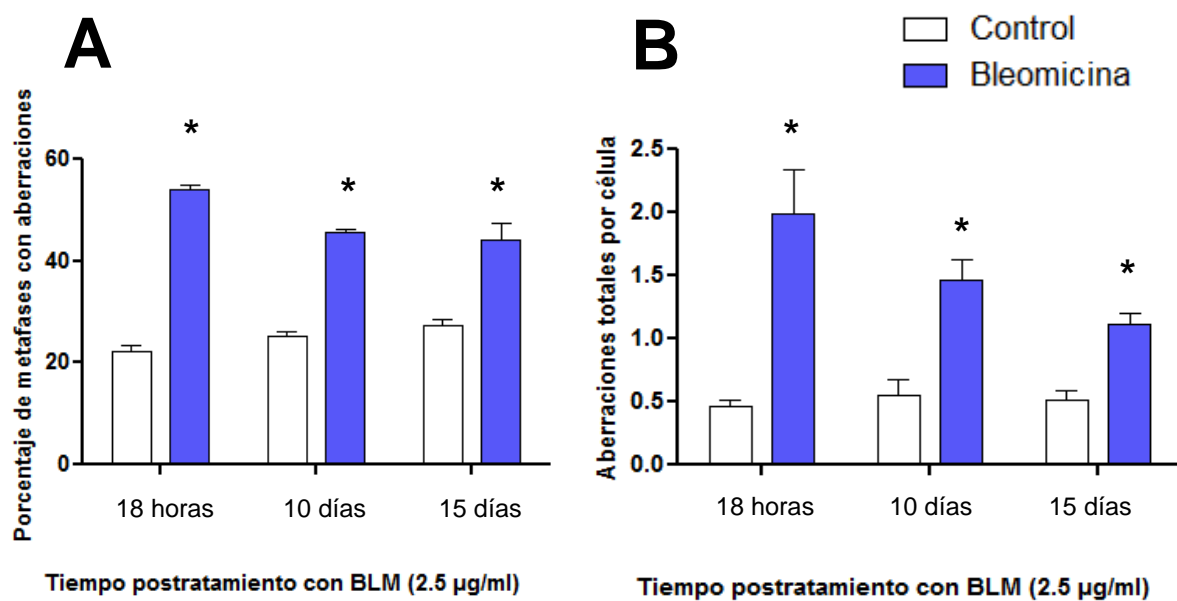 A
Porcentaje de metafases con aberraciones
60
40
20
0
*
*
*
18 horas
10 días
15 días
Tiempo postratamiento con BLM (2.5 µg/ml)
B
Control
Bleomicina
Aberraciones totales por célula
2.5
2.0
1.5
1.0
0.5
0.0
*
*
*
18 horas
10 días
15 días
Tiempo postratamiento con BLM (2.5 µg/ml)